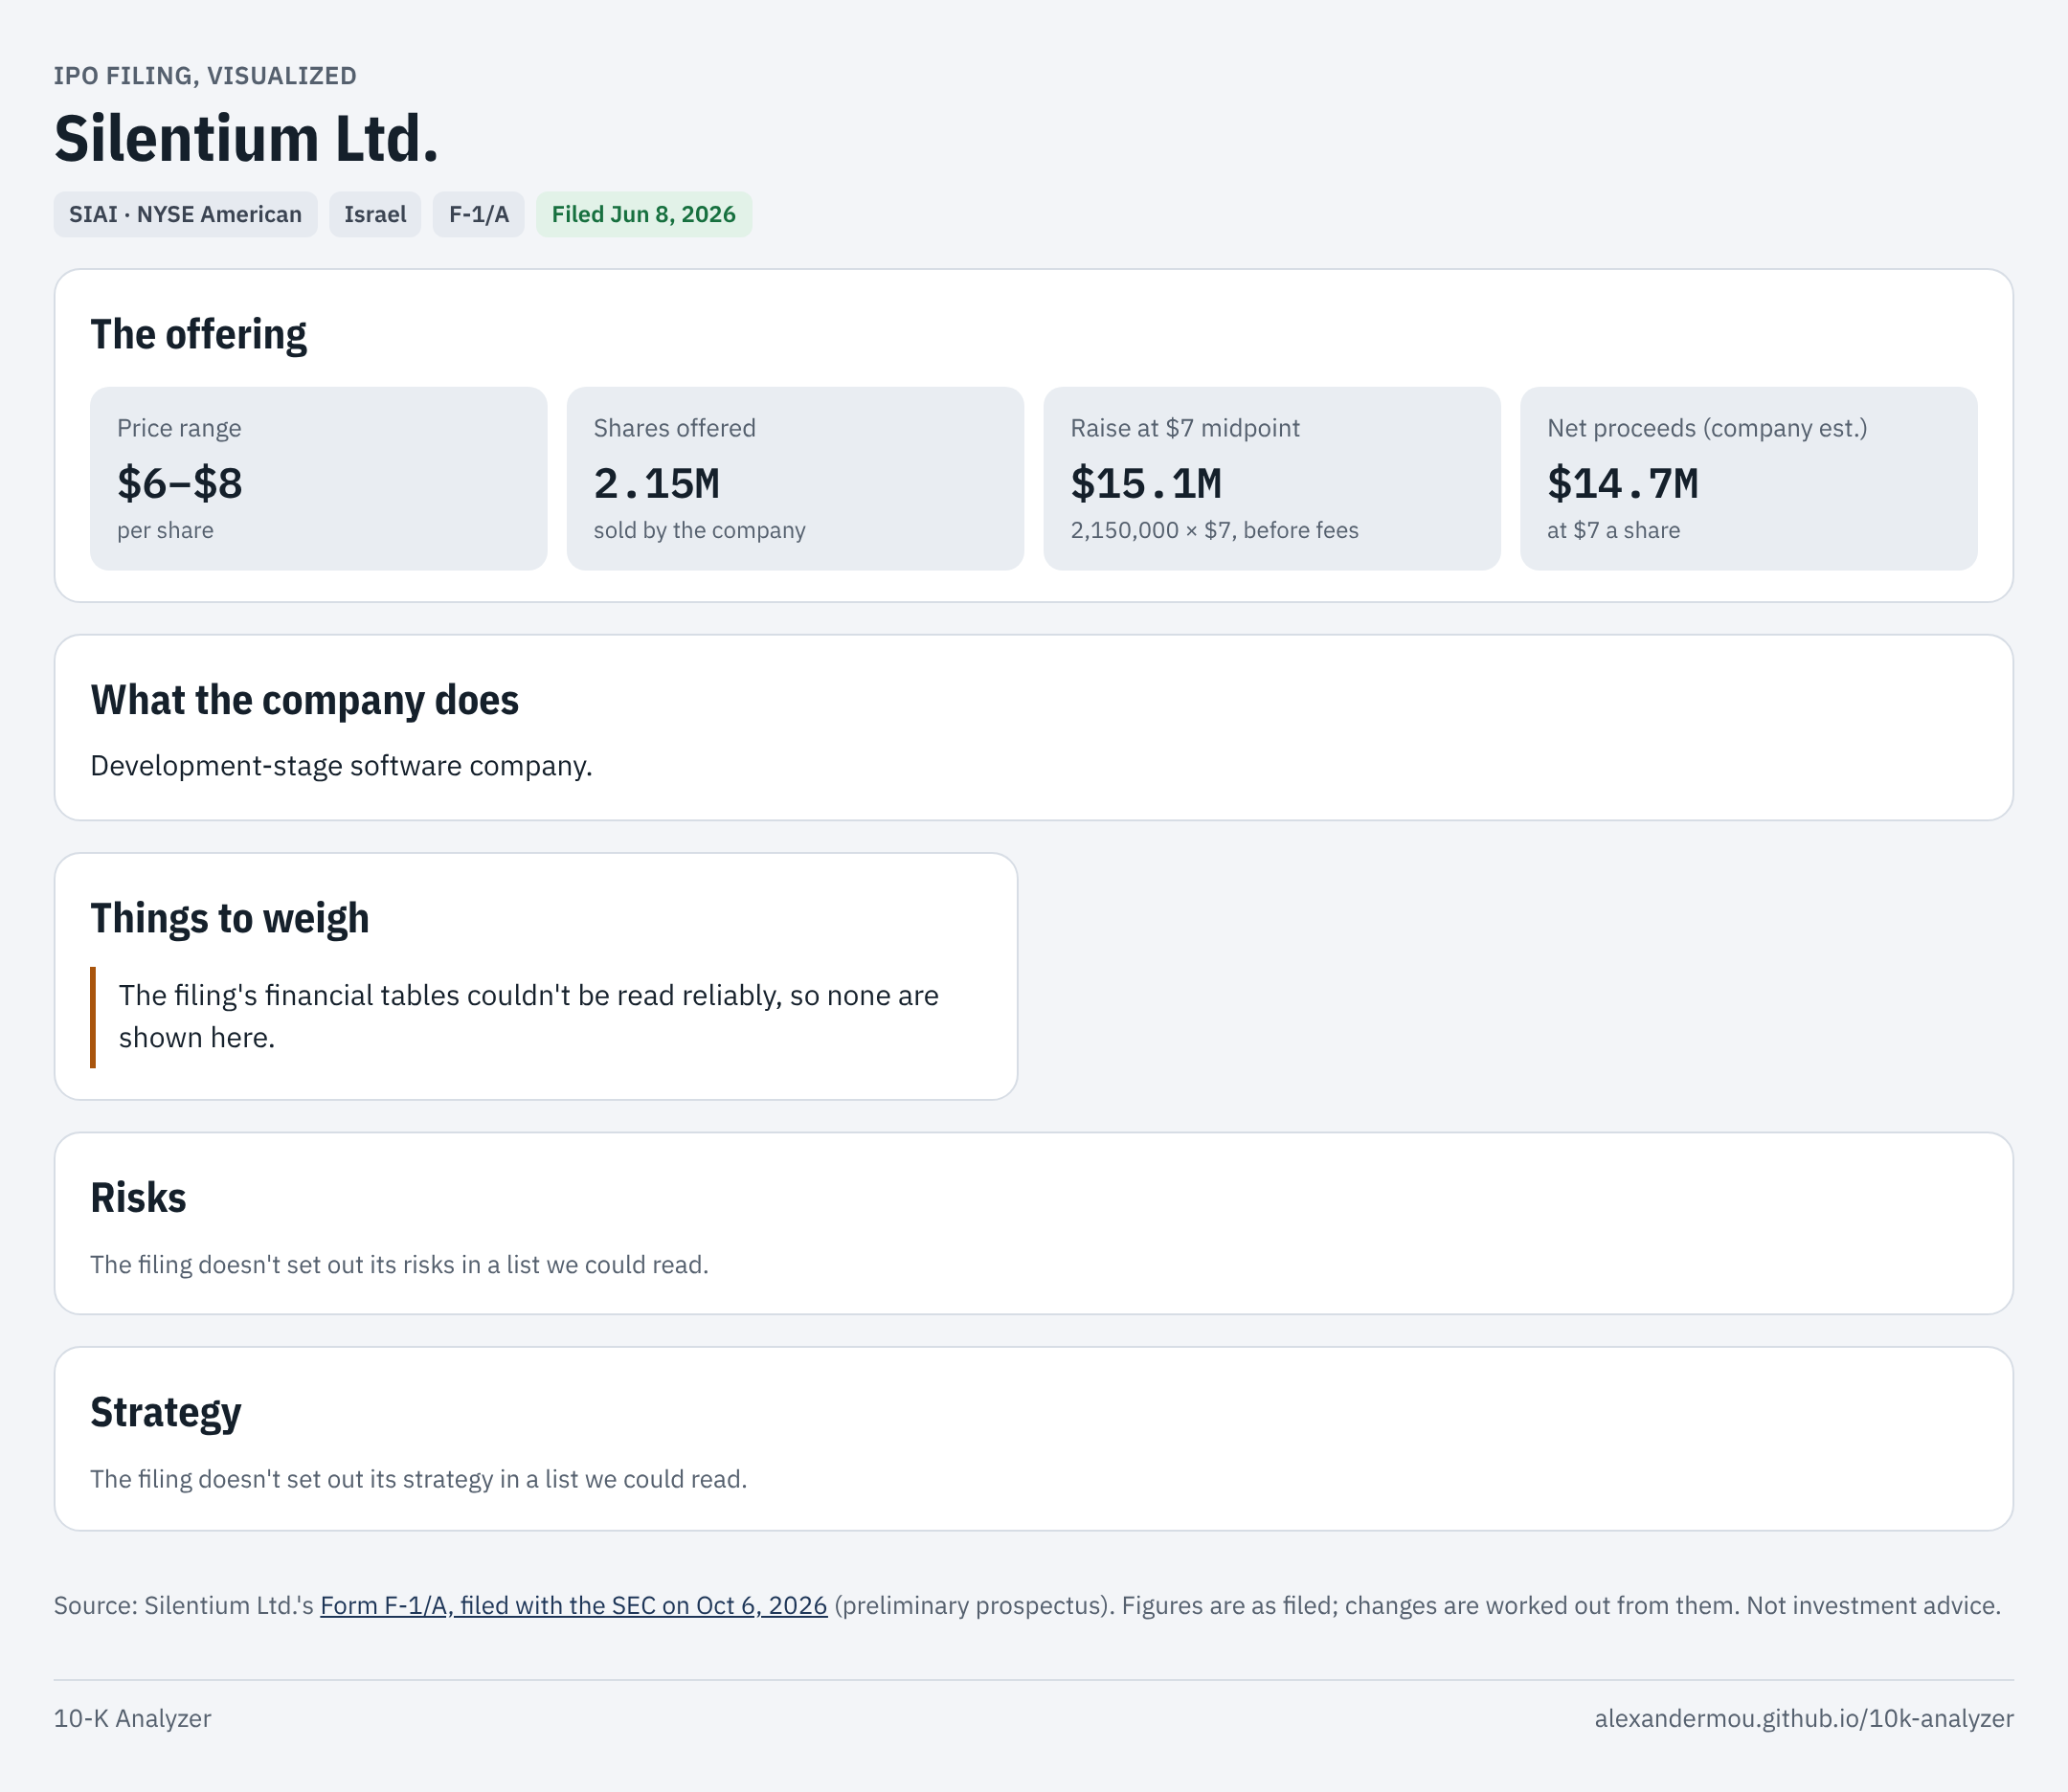 IPO FILING, VISUALIZED
Silentium Ltd.
SIAI · NYSE American
Israel
F-1/A
Filed Jun 8, 2026
The offering
Price range
$6–$8
per share
Shares offered
2.15M
sold by the company
Raise at $7 midpoint
$15.1M
2,150,000 × $7, before fees
Net proceeds (company est.)
$14.7M
at $7 a share
What the company does
Development-stage software company.
Things to weigh
The filing's financial tables couldn't be read reliably, so none are
shown here.
Risks
The filing doesn't set out its risks in a list we could read.
Strategy
The filing doesn't set out its strategy in a list we could read.
Source: Silentium Ltd.'s Form F-1/A, filed with the SEC on Oct 6, 2026 (preliminary prospectus). Figures are as filed; changes are worked out from them. Not investment advice.
10-K Analyzer
alexandermou.github.io/10k-analyzer